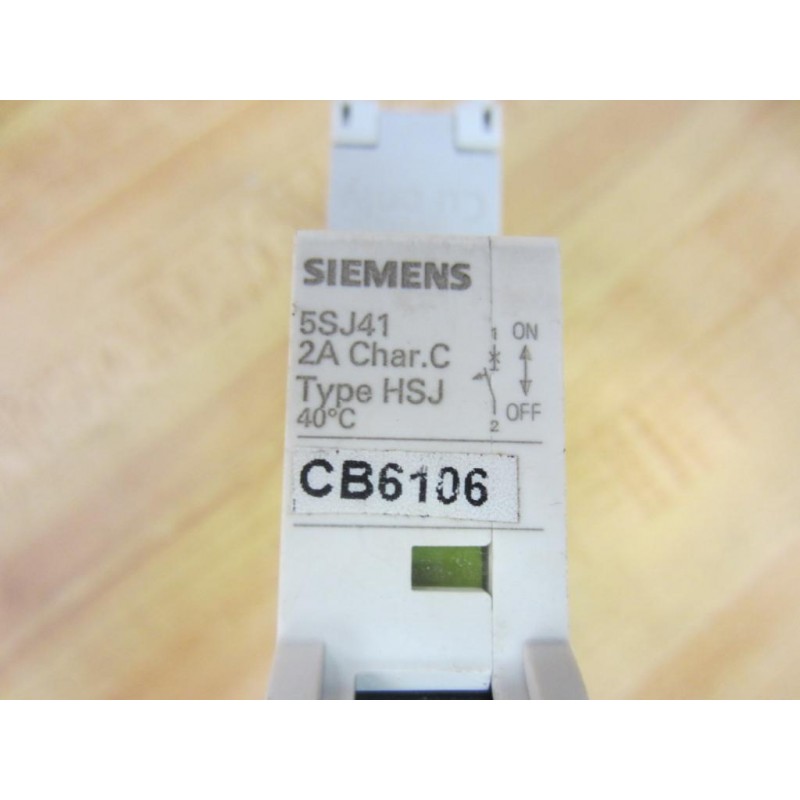 SIEMENS
5SJ41
2A Char.C
Type HSJ
40°C
1 ON
2 OFF
CB6106